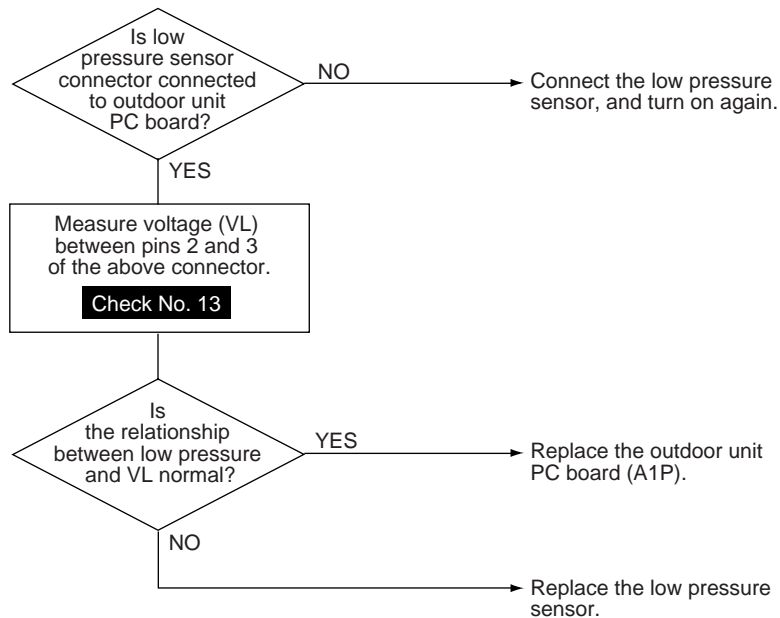 Is low
pressure sensor
connector connected
to outdoor unit
PC board?
NO
Connect the low pressure
sensor, and turn on again.
YES
Measure voltage (VL)
between pins 2 and 3
of the above connector.
Check No. 13
Is
the relationship
between low pressure
and VL normal?
YES
Replace the outdoor unit
PC board (A1P).
NO
Replace the low pressure
sensor.